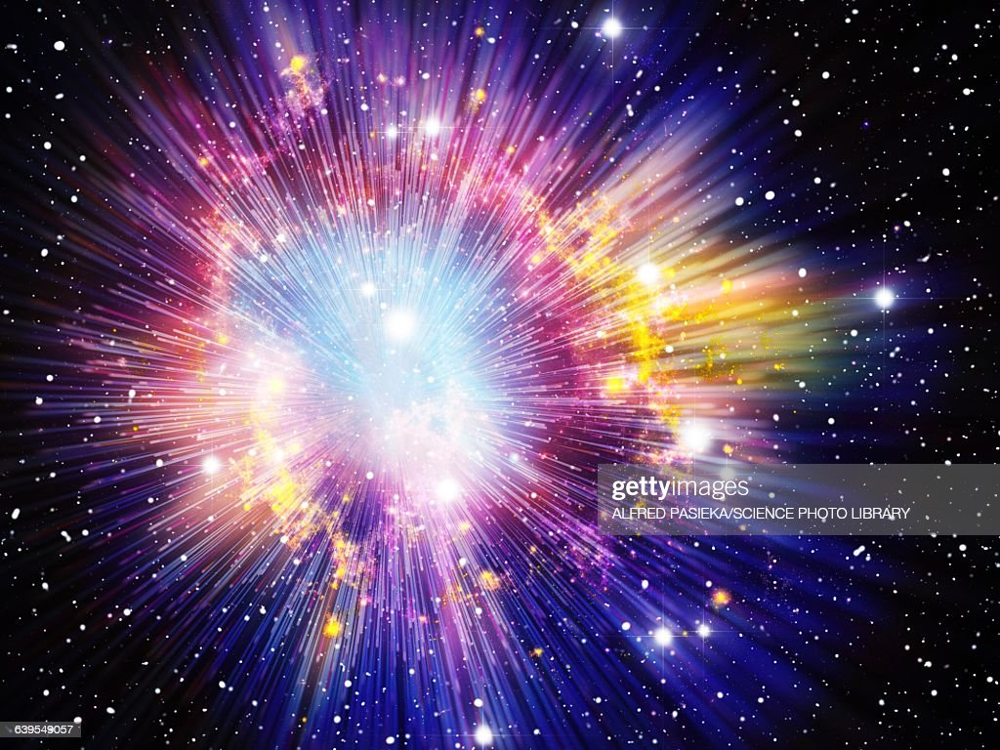 gettyimages
ALFRED PASIEKA/SCIENCE PHOTO LIBRARY
639549057